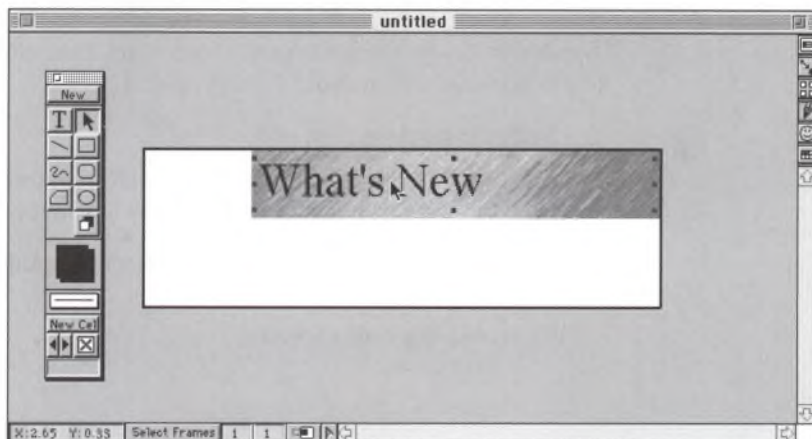 untitled
New
T
What's New
New Cel
X:2.65 Y:0.33 Select Frames 1 1